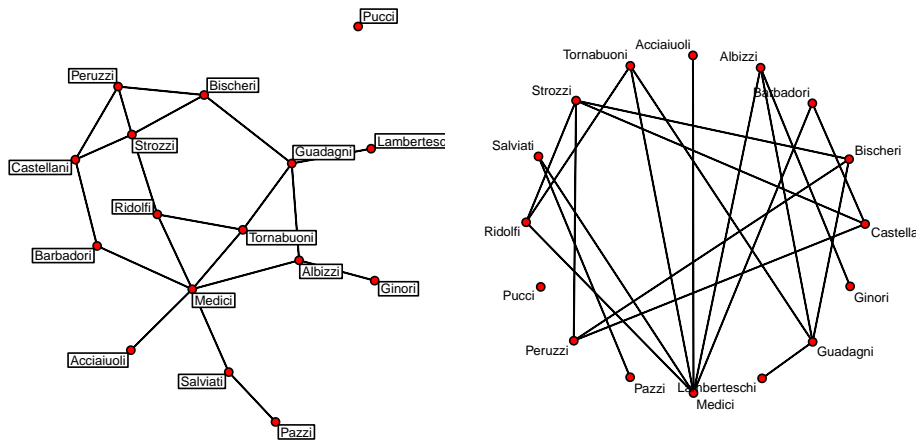 Pucci
Peruzzi
Bischeri
Strozzi
Castellani
Guadagni
Lambertesc
Ridolfi
Tornabuoni
Barbadori
Albizzi
Ginori
Medici
Acciaiuoli
Salviati
Pazzi
Acciaiuoli
Tornabuoni
Albizzi
Barbadori
Strozzi
Salviati
Bischeri
Ridolfi
Castella
Pucci
Ginori
Peruzzi
Guadagni
Pazzi
Lamberteschi
Medici